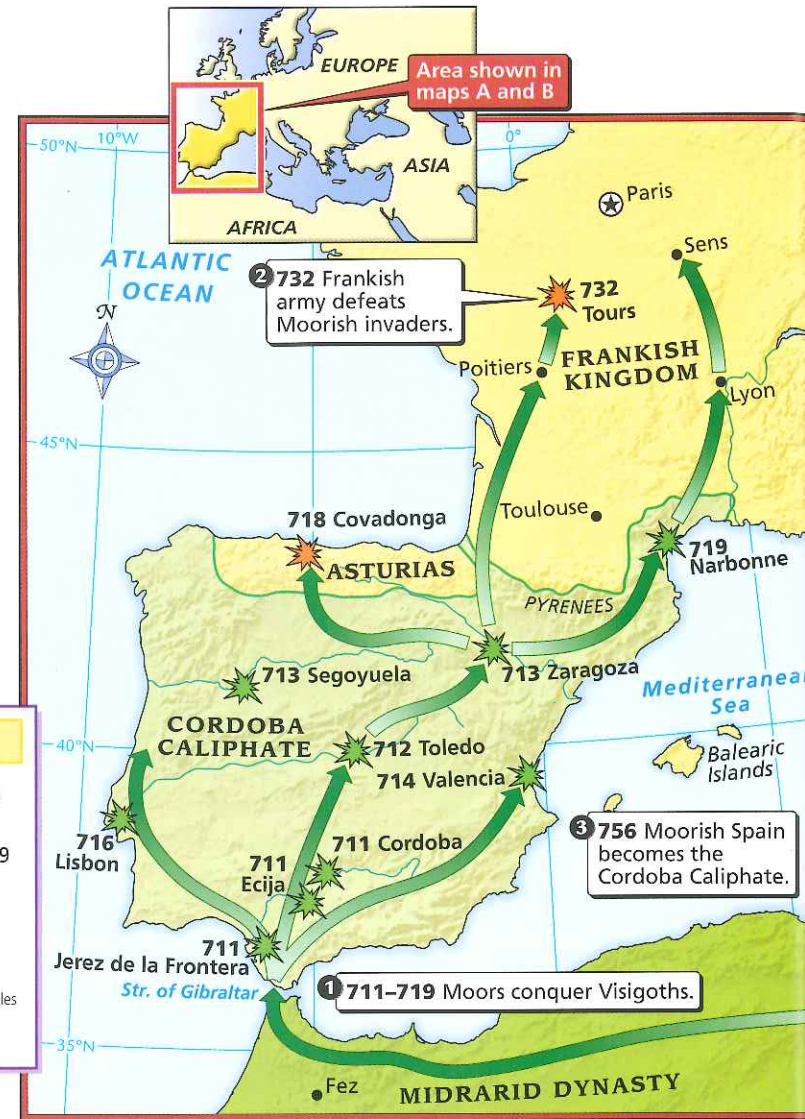 EUROPE
Area shown in
maps A and B
ASIA
AFRICA
50°N
10°W
0°
Paris
Sens
ATLANTIC
OCEAN
N
2 732 Frankish
army defeats
Moorish invaders.
732
Tours
Poitiers
FRANKISH
KINGDOM
Lyon
45°N
718 Covadonga
Toulouse
ASTURIAS
719
Narbonne
PYRENEES
713 Segoyuela
713 Zaragoza
Mediterranean
Sea
CORDOBA
CALIPHATE
40°N
712 Toledo
714 Valencia
Balearic
Islands
716
Lisbon
9
711 Cordoba
711
Ecija
3 756 Moorish Spain
becomes the
Cordoba Caliphate.
711
Jerez de la Frontera
Str. of Gibraltar
les
1 711–719 Moors conquer Visigoths.
35°N
Fez
MIDRARID DYNASTY